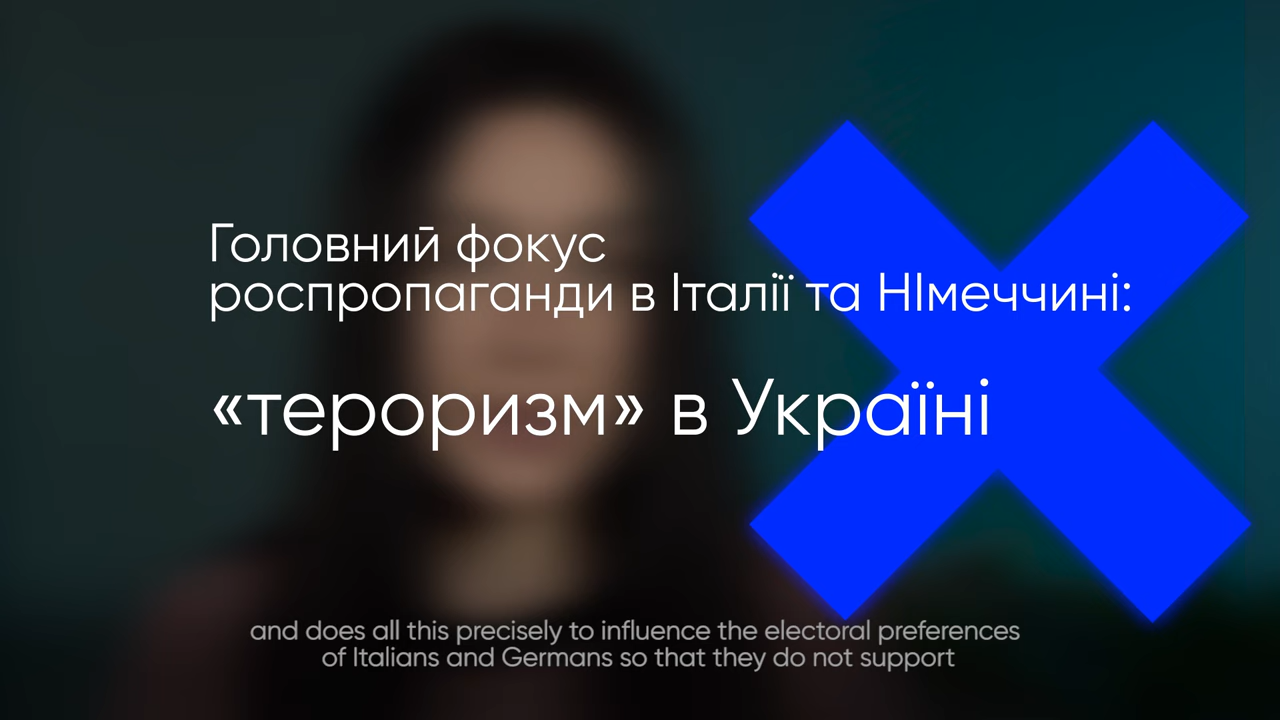 Головний фокус
роспропаганди в Італії та НІмеччині:
«тероризм» в Україні
and does all this precisely to influence the electoral preferences
of Italians and Germans so that they do not support